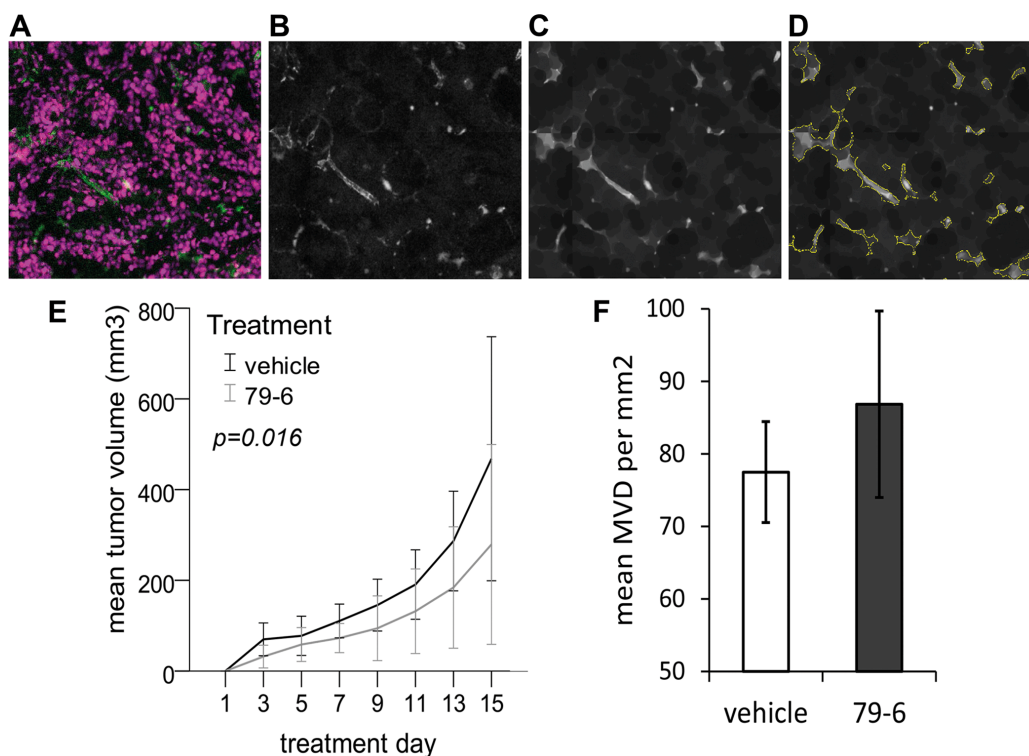 A
B
C
D
E
mean tumor volume (mm3)
800
600
400
200
0
Treatment
vehicle
79-6
p=0.016
1 3 5 7 9 11 13 15
treatment day
F
mean MVD per mm2
100
90
80
70
60
50
vehicle 79-6